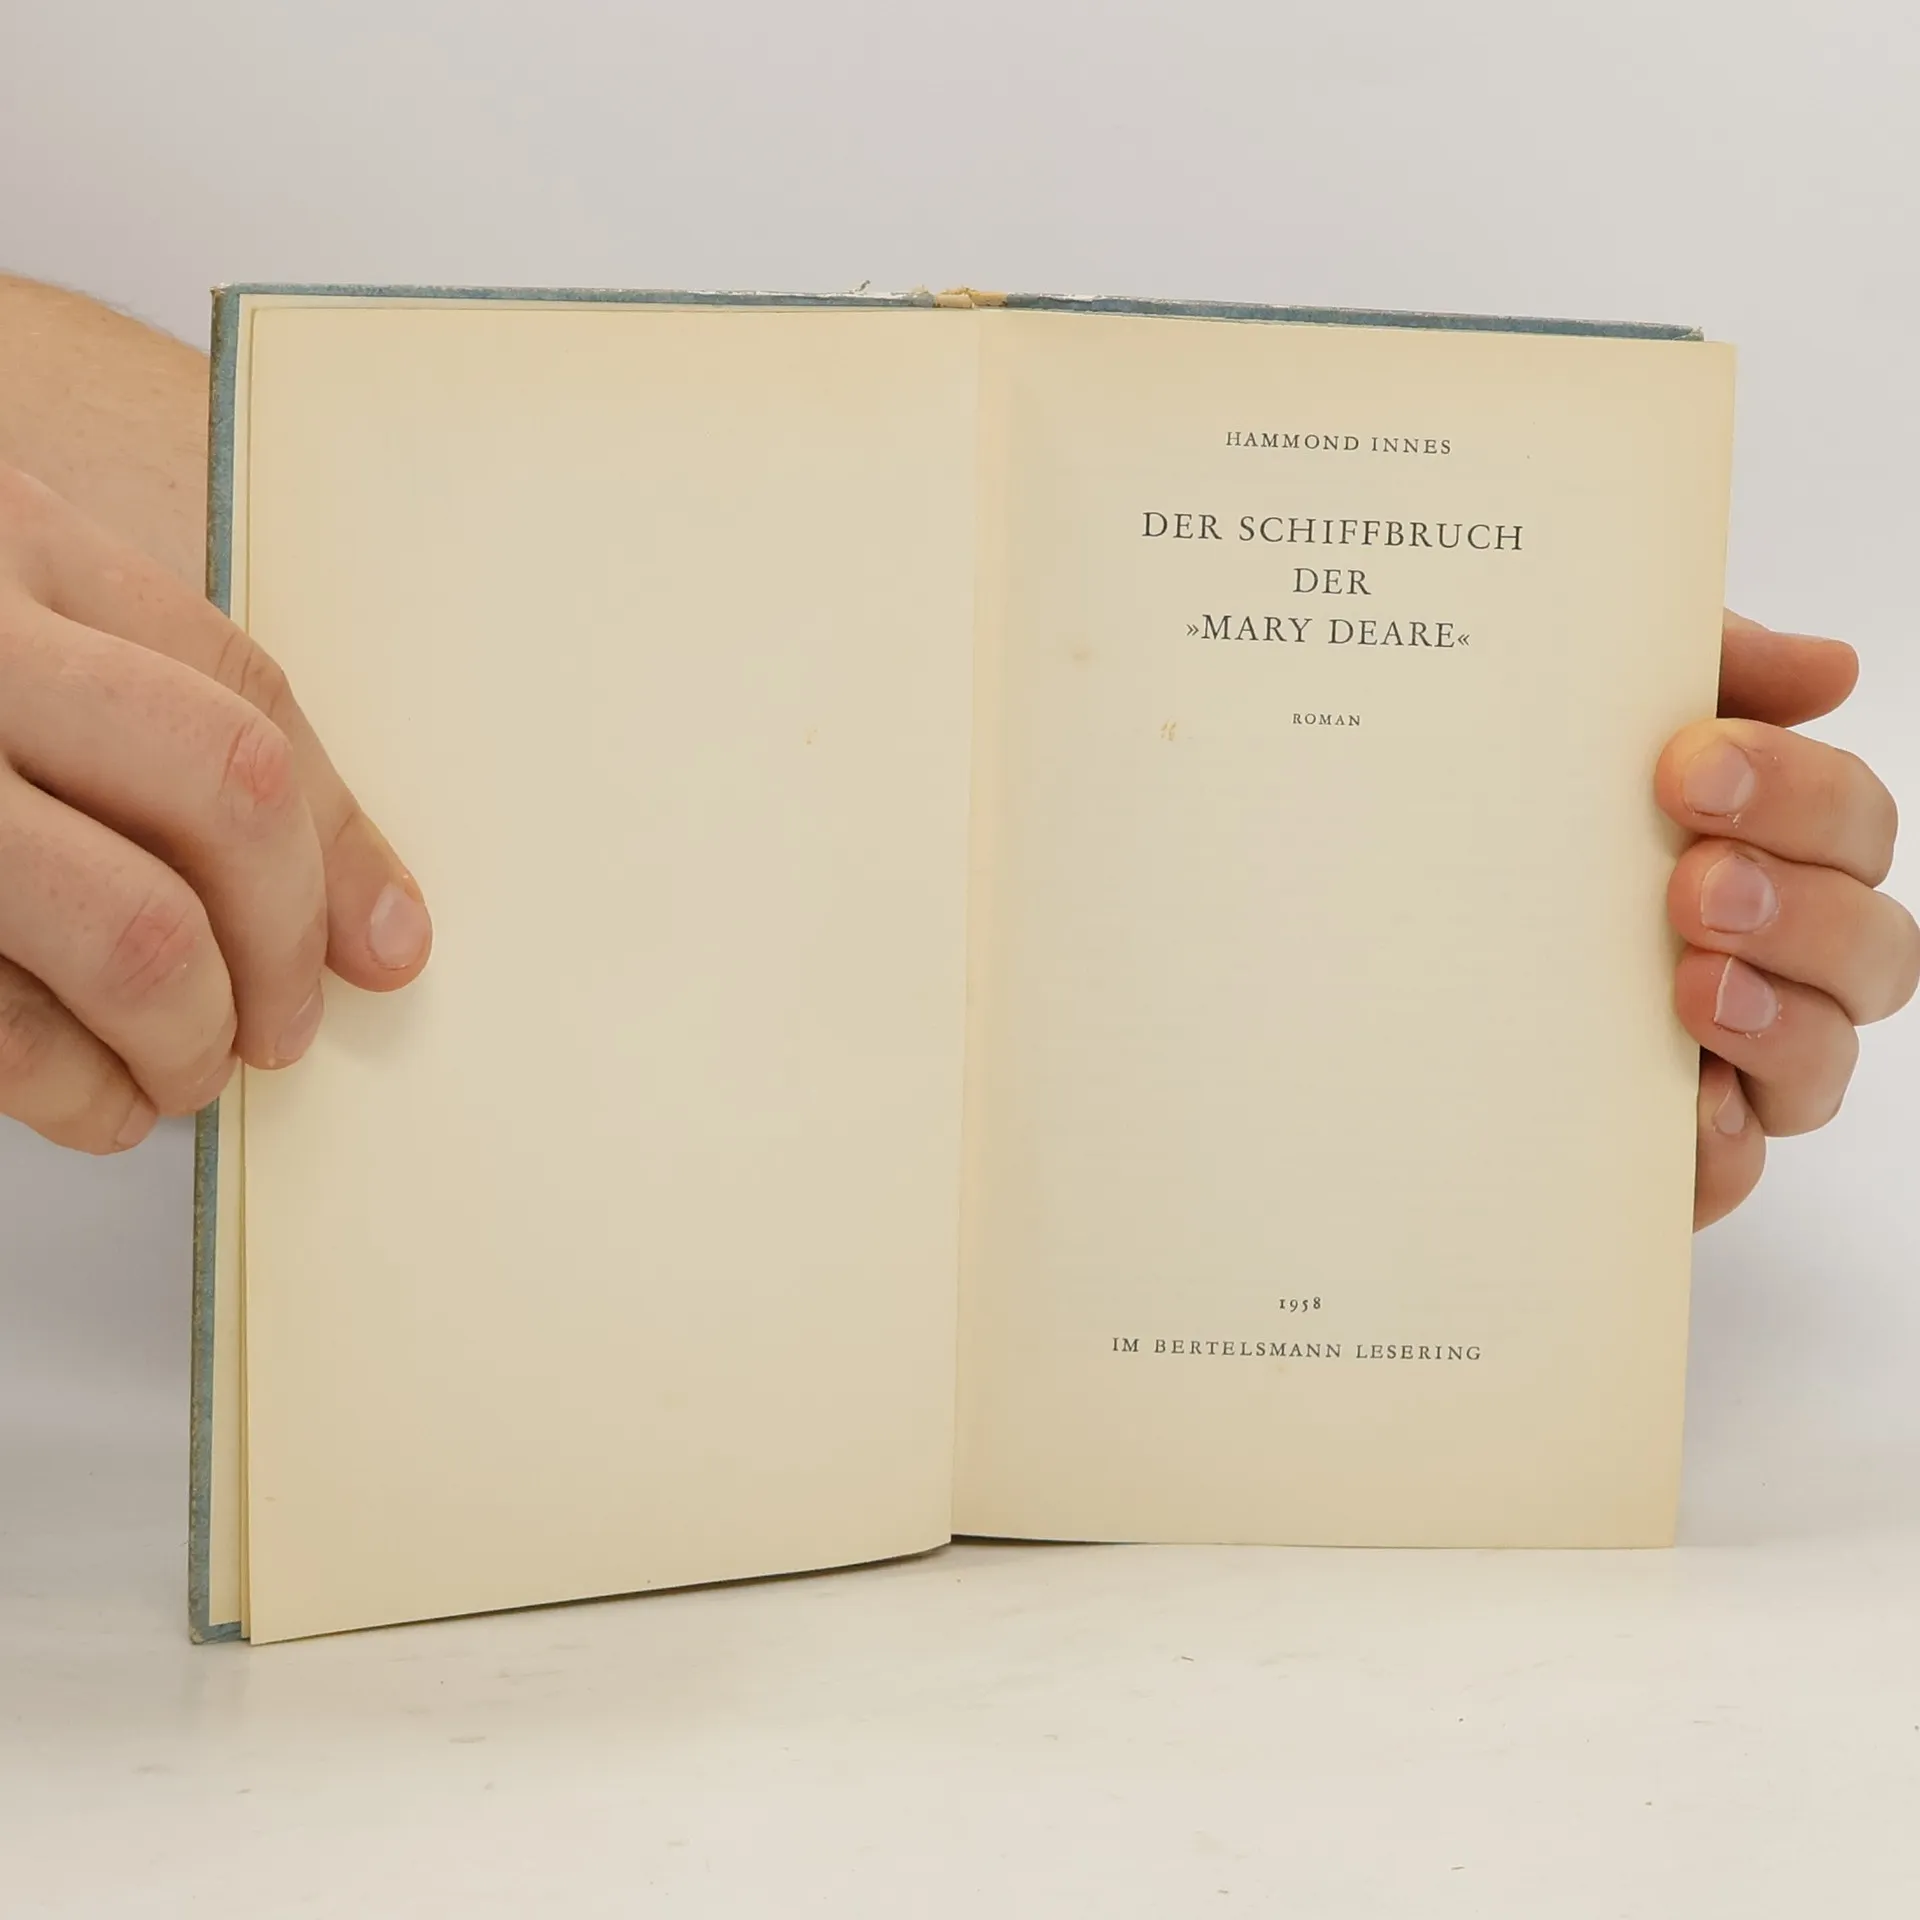 HAMMOND INNES
DER SCHIFFBRUCH
DER
»MARY DEARE«
ROMAN
1958
IM BERTELSMANN LESERING